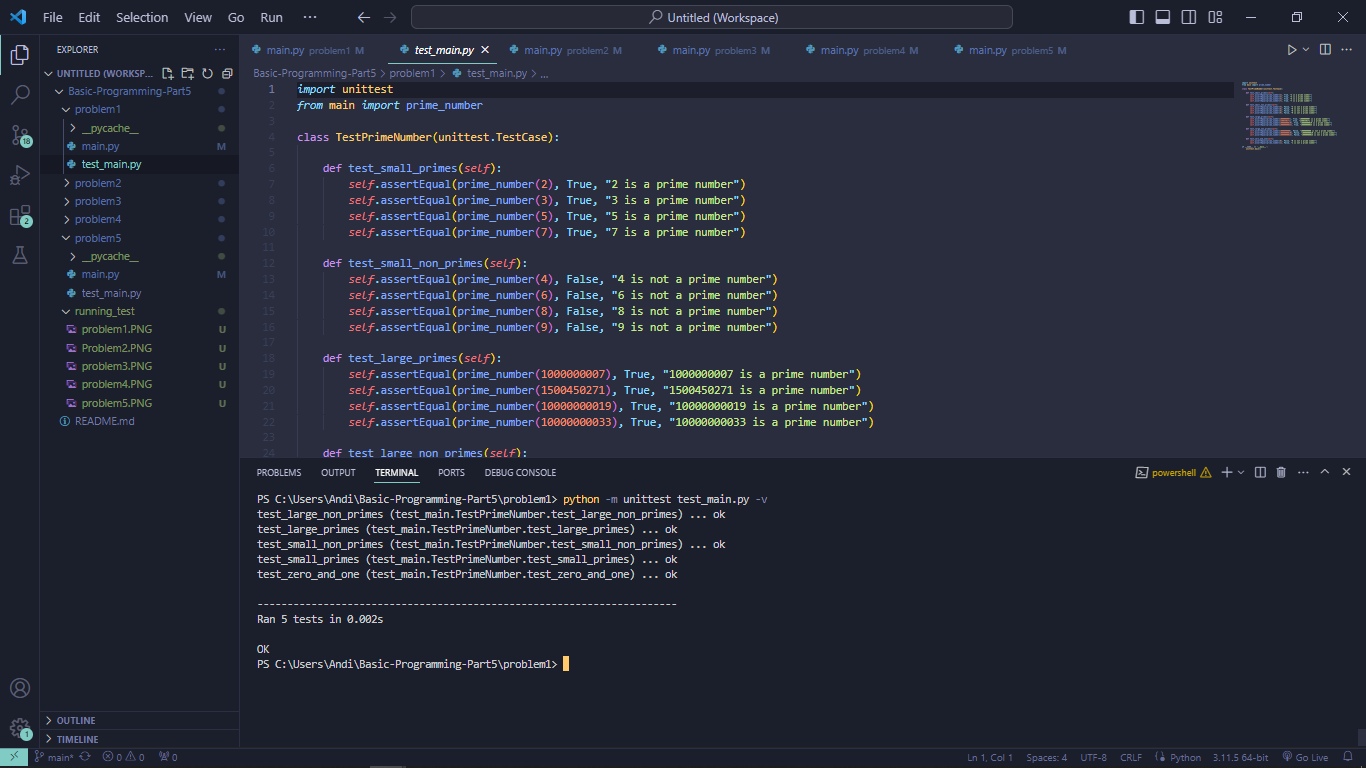 File Edit Selection View Go Run ··· Untitled (Workspace)
EXPLORER ···
UNTITLED (WORKSP...
Basic-Programming-Part5
problem1
__pycache__
main.py M
test_main.py
problem2
problem3
problem4
problem5
__pycache__
main.py M
test_main.py
running_test
problem1.PNG U
Problem2.PNG U
problem3.PNG U
problem4.PNG U
problem5.PNG U
README.md
OUTLINE
TIMELINE
18
2
1
main.py problem1 M test_main.py main.py problem2 M main.py problem3 M main.py problem4 M main.py problem5 M
Basic-Programming-Part5 > problem1 > test_main.py > ...
1 import unittest
2 from main import prime_number
3
4 class TestPrimeNumber(unittest.TestCase):
5
6 def test_small_primes(self):
7 self.assertEqual(prime_number(2), True, "2 is a prime number")
8 self.assertEqual(prime_number(3), True, "3 is a prime number")
9 self.assertEqual(prime_number(5), True, "5 is a prime number")
10 self.assertEqual(prime_number(7), True, "7 is a prime number")
11
12 def test_small_non_primes(self):
13 self.assertEqual(prime_number(4), False, "4 is not a prime number")
14 self.assertEqual(prime_number(6), False, "6 is not a prime number")
15 self.assertEqual(prime_number(8), False, "8 is not a prime number")
16 self.assertEqual(prime_number(9), False, "9 is not a prime number")
17
18 def test_large_primes(self):
19 self.assertEqual(prime_number(1000000007), True, "1000000007 is a prime number")
20 self.assertEqual(prime_number(1500450271), True, "1500450271 is a prime number")
21 self.assertEqual(prime_number(10000000019), True, "10000000019 is a prime number")
22 self.assertEqual(prime_number(10000000033), True, "10000000033 is a prime number")
23
24 def test_large_non_primes(self):
PROBLEMS OUTPUT TERMINAL PORTS DEBUG CONSOLE powershell
PS C:\Users\Andi\Basic-Programming-Part5\problem1> python -m unittest test_main.py -v
test_large_non_primes (test_main.TestPrimeNumber.test_large_non_primes) ... ok
test_large_primes (test_main.TestPrimeNumber.test_large_primes) ... ok
test_small_non_primes (test_main.TestPrimeNumber.test_small_non_primes) ... ok
test_small_primes (test_main.TestPrimeNumber.test_small_primes) ... ok
test_zero_and_one (test_main.TestPrimeNumber.test_zero_and_one) ... ok
----------------------------------------------------------------------
Ran 5 tests in 0.002s
OK
PS C:\Users\Andi\Basic-Programming-Part5\problem1>
main* 0 0 0 Ln 1, Col 1 Spaces: 4 UTF-8 CRLF Python 3.11.5 64-bit Go Live